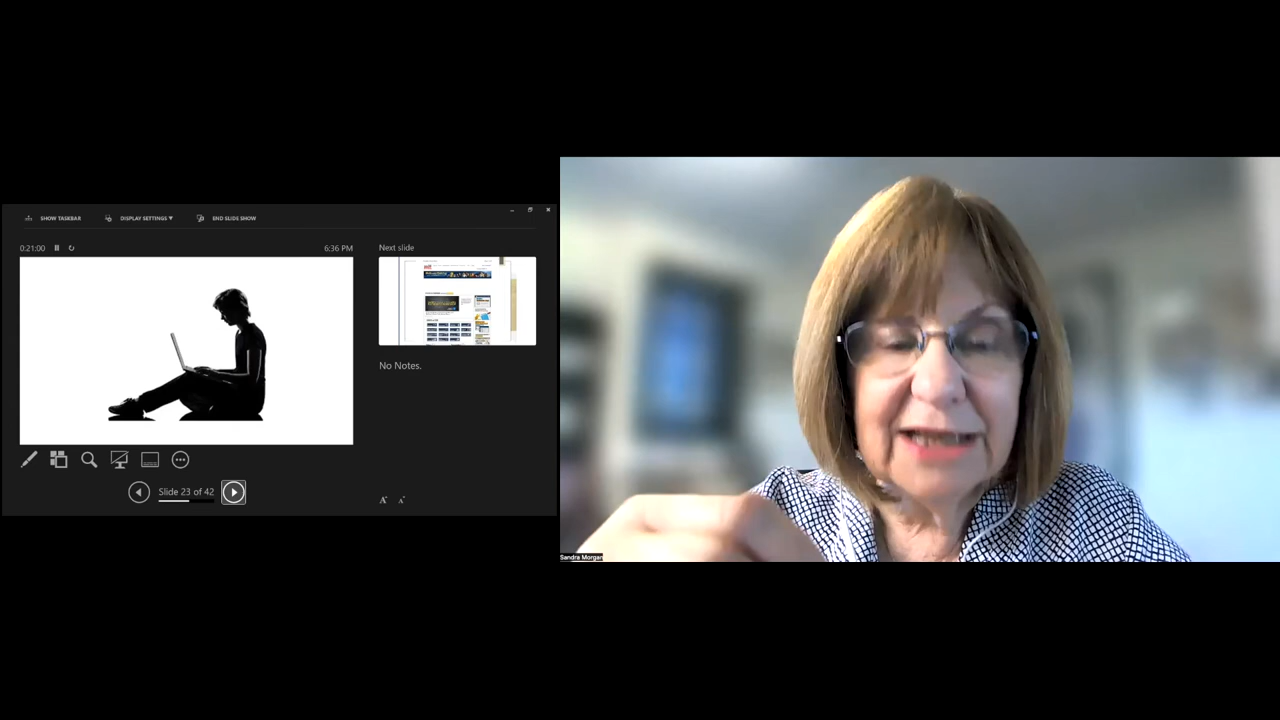 SHOW TASKBAR
DISPLAY SETTINGS ▼
END SLIDE SHOW
0:21:00
6:36 PM
Next slide
No Notes.
Slide 23 of 42
A
A
Sandra Morgan